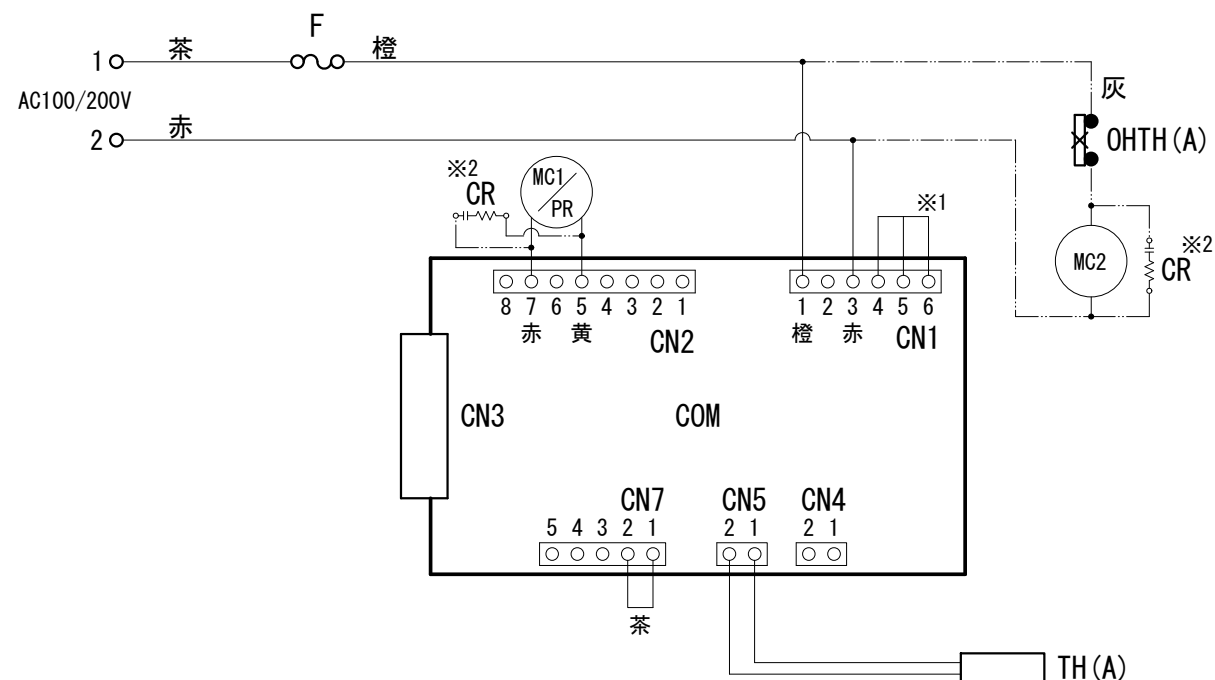 F
1 茶 橙
AC100/200V
2 赤
灰
OHTH(A)
※2
CR
MC1/PR
※1
MC2
※2
CR
8 7 6 5 4 3 2 1
赤 黄
CN2
1 2 3 4 5 6
橙 赤
CN1
CN3
COM
CN7
5 4 3 2 1
CN5
2 1
CN4
2 1
茶
TH(A)